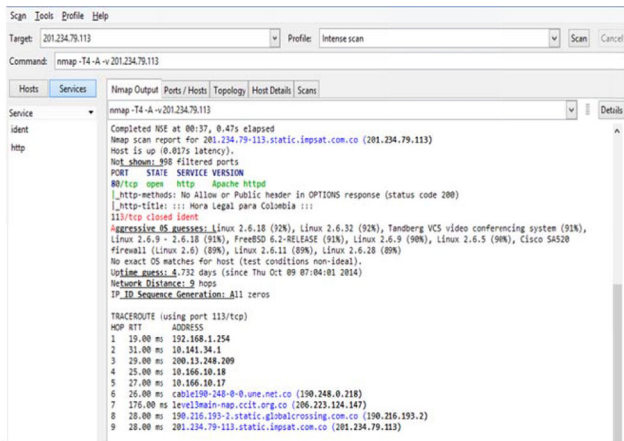 Scan Tools Profile Help
Target: 201.234.79.113 Profile: Intense scan Scan Cancel
Command: nmap -T4 -A -v 201.234.79.113
Hosts Services Nmap Output Ports / Hosts Topology Host Details Scans
Service nmap -T4 -A -v 201.234.79.113 Details
ident
http
Completed NSE at 00:37, 0.47s elapsed
Nmap scan report for 201.234.79-113.static.impsat.com.co (201.234.79.113)
Host is up (0.017s latency).
Not shown: 998 filtered ports
PORT STATE SERVICE VERSION
80/tcp open http Apache httpd
|_http-methods: No Allow or Public header in OPTIONS response (status code 200)
|_http-title: ::: Hora Legal para Colombia :::
113/tcp closed ident
Aggressive OS guesses: Linux 2.6.18 (92%), Linux 2.6.32 (92%), Tandberg VCS video conferencing system (91%),
Linux 2.6.9 - 2.6.18 (91%), FreeBSD 6.2-RELEASE (91%), Linux 2.6.9 (90%), Linux 2.6.5 (90%), Cisco SA520
firewall (Linux 2.6) (89%), Linux 2.6.11 (89%), Linux 2.6.28 (89%)
No exact OS matches for host (test conditions non-ideal).
Uptime guess: 4.732 days (since Thu Oct 09 07:04:01 2014)
Network Distance: 9 hops
IP ID Sequence Generation: All zeros
TRACEROUTE (using port 113/tcp)
HOP RTT ADDRESS
1 19.00 ms 192.168.1.254
2 31.00 ms 10.141.34.1
3 29.00 ms 200.13.248.209
4 25.00 ms 10.166.10.18
5 27.00 ms 10.166.10.17
6 26.00 ms cable190-248-0-0.une.net.co (190.248.0.218)
7 176.00 ms level3main-nap.ccit.org.co (206.223.124.147)
8 28.00 ms 190.216.193-2.static.globalcrossing.com.co (190.216.193.2)
9 28.00 ms 201.234.79-113.static.impsat.com.co (201.234.79.113)